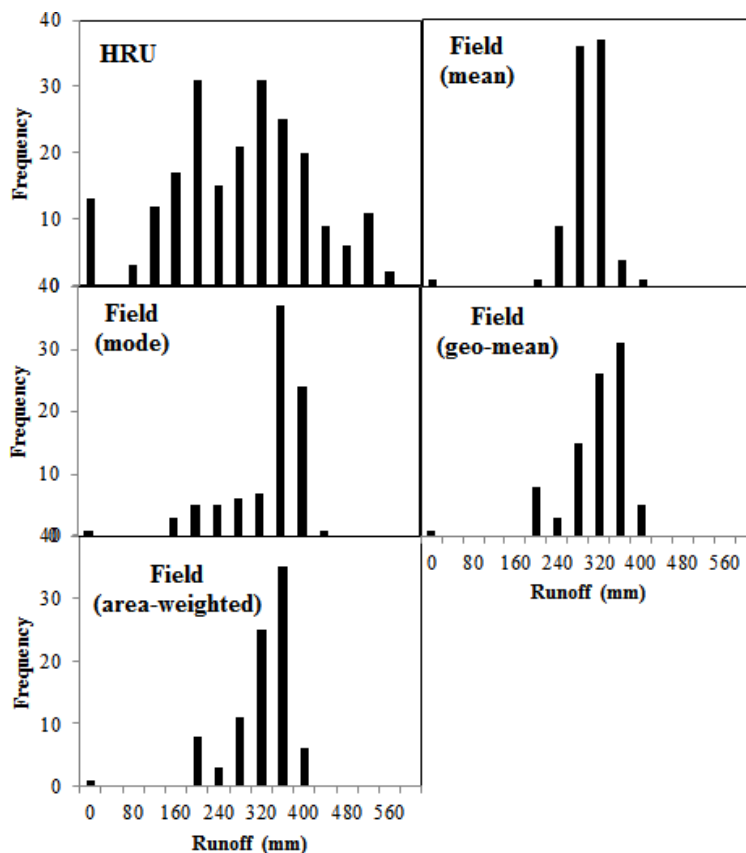 40
30
20
10
Frequency
HRU
Field
(mean)
40
30
20
10
Frequency
Field
(mode)
Field
(geo-mean)
40
0
30
20
10
0
Frequency
Field
(area-weighted)
0 80 160 240 320 400 480 560
Runoff (mm)
0 80 160 240 320 400 480 560
Runoff (mm)